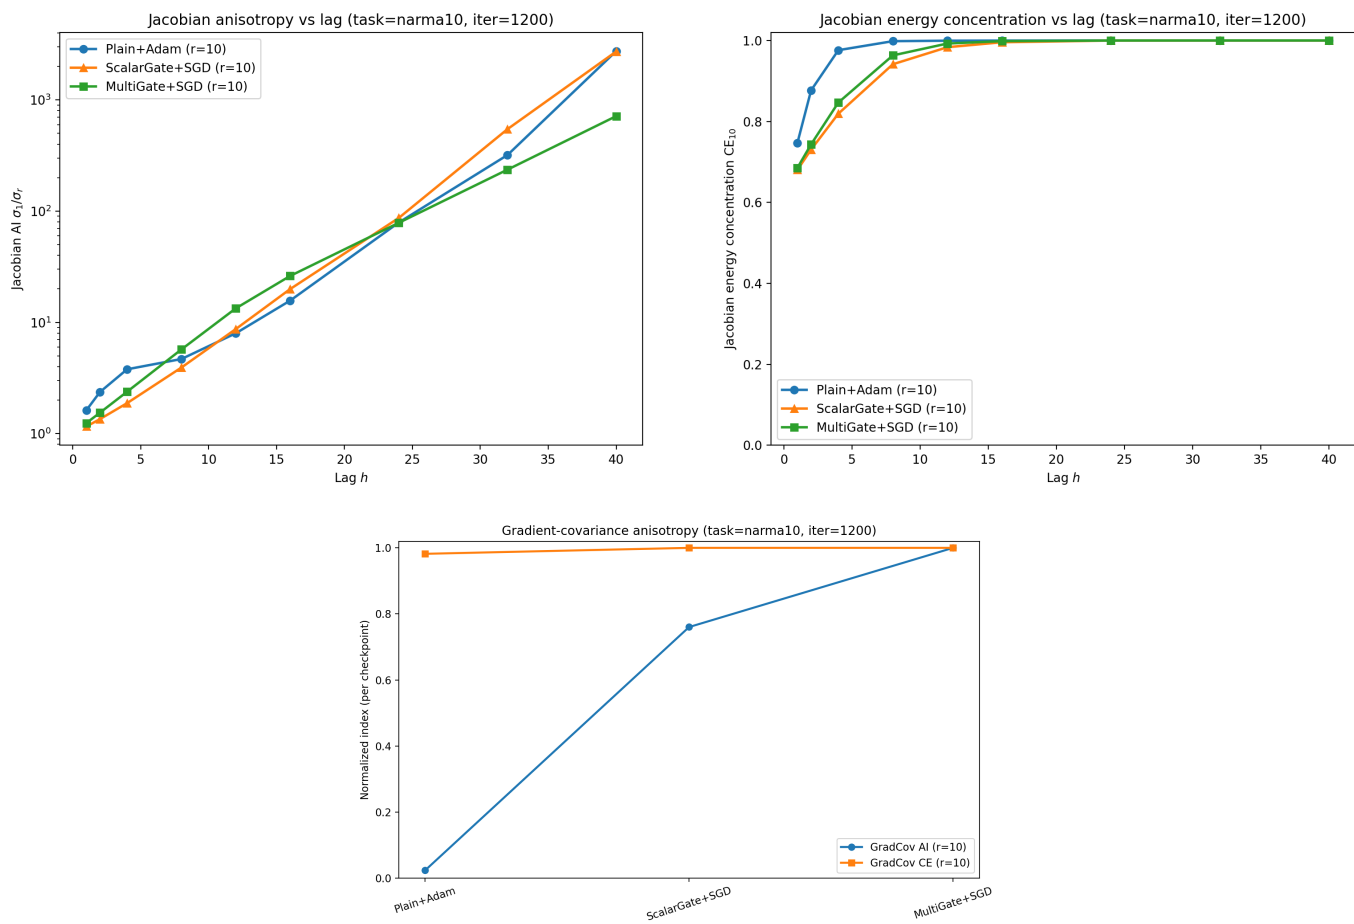 Jacobian anisotropy vs lag (task=narma10, iter=1200)
Plain+Adam (r=10)
ScalarGate+SGD (r=10)
MultiGate+SGD (r=10)
Jacobian AI σ₁/σᵣ
10³
10²
10¹
10⁰
0 5 10 15 20 25 30 35 40
Lag h
Jacobian energy concentration vs lag (task=narma10, iter=1200)
Jacobian energy concentration CE₁₀
1.0
0.8
0.6
0.4
0.2
0.0
Plain+Adam (r=10)
ScalarGate+SGD (r=10)
MultiGate+SGD (r=10)
0 5 10 15 20 25 30 35 40
Lag h
Gradient-covariance anisotropy (task=narma10, iter=1200)
Normalized index (per checkpoint)
1.0
0.8
0.6
0.4
0.2
0.0
GradCov AI (r=10)
GradCov CE (r=10)
Plain+Adam
ScalarGate+SGD
MultiGate+SGD